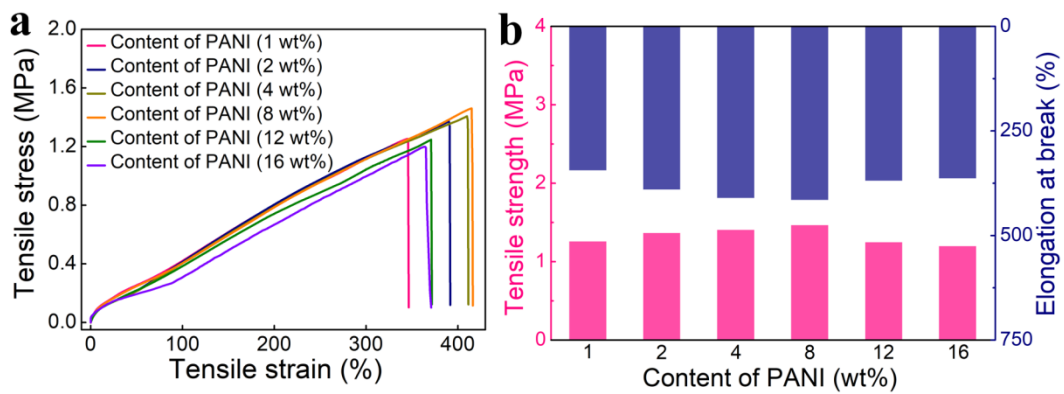 a
Tensile stress (MPa)
2.0
1.6
1.2
0.8
0.4
0.0
Content of PANI (1 wt%)
Content of PANI (2 wt%)
Content of PANI (4 wt%)
Content of PANI (8 wt%)
Content of PANI (12 wt%)
Content of PANI (16 wt%)
0 100 200 300 400
Tensile strain (%)
b
Tensile strength (MPa)
4
3
2
1
0
1 2 4 8 12 16
Content of PANI (wt%)
0
250
500
750
Elongation at break (%)